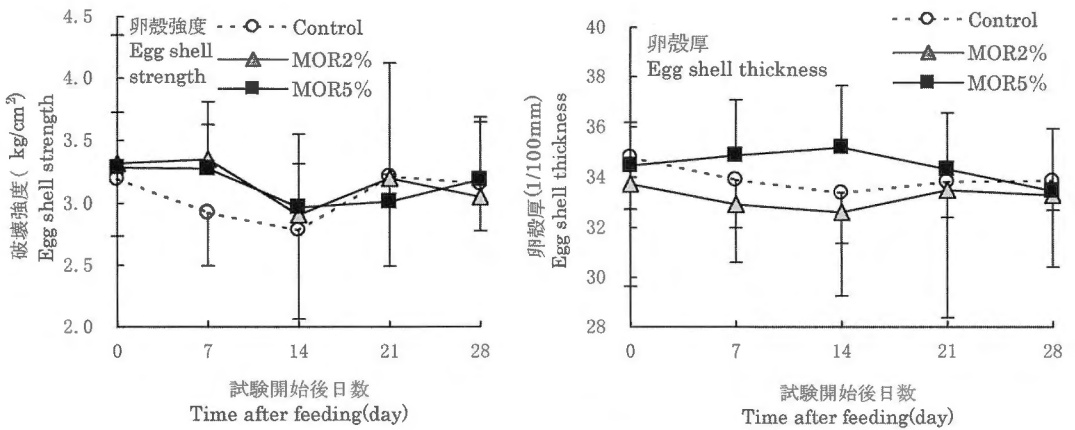 卵殻強度
Egg shell
strength
Control
MOR2%
MOR5%
4.5
4.0
3.5
3.0
2.5
2.0
破壊強度( kg/cm²)
Egg shell strength
0
7
14
21
28
試験開始後日数
Time after feeding(day)
卵殻厚
Egg shell thickness
Control
MOR2%
MOR5%
40
38
36
34
32
30
28
卵殻厚(1/100mm)
Egg shell thickness
0
7
14
21
28
試験開始後日数
Time after feeding(day)